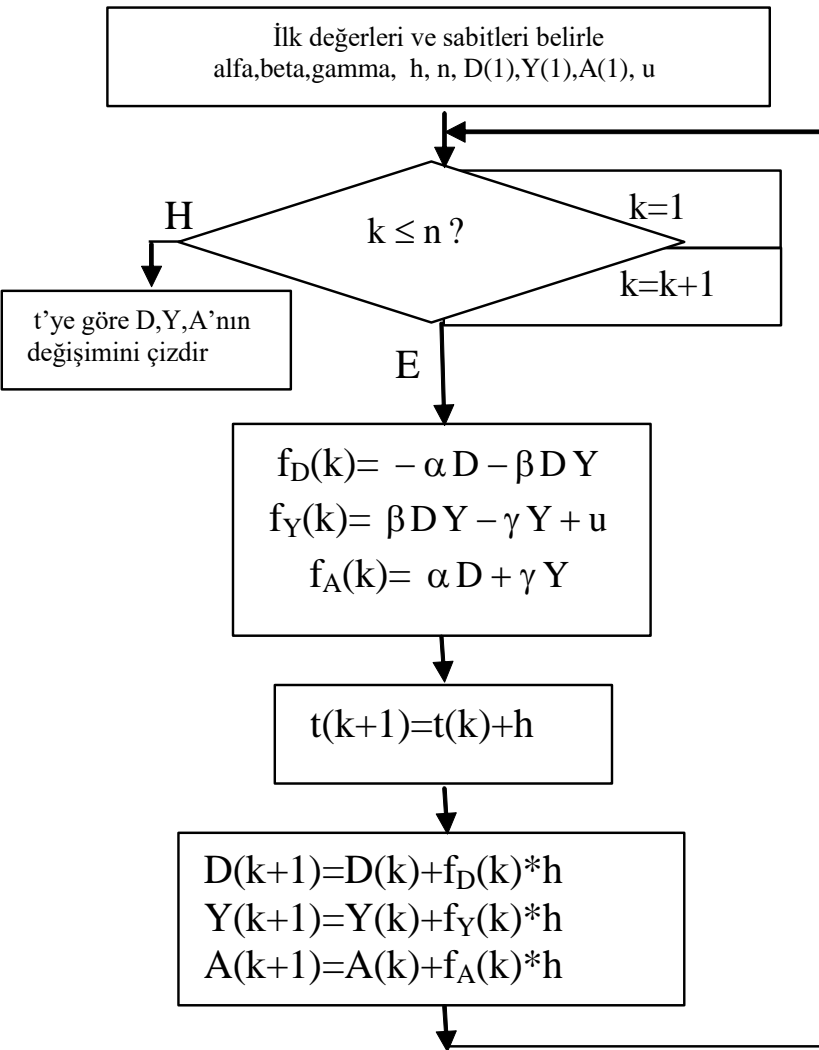 İlk değerleri ve sabitleri belirle
alfa,beta,gamma, h, n, D(1),Y(1),A(1), u
H
k ≤ n ?
k=1
k=k+1
t’ye göre D,Y,A’nın
değişimini çizdir
E
f_D(k)= − α D − β D Y
f_Y(k)= β D Y − γ Y + u
f_A(k)= α D + γ Y
t(k+1)=t(k)+h
D(k+1)=D(k)+f_D(k)*h
Y(k+1)=Y(k)+f_Y(k)*h
A(k+1)=A(k)+f_A(k)*h